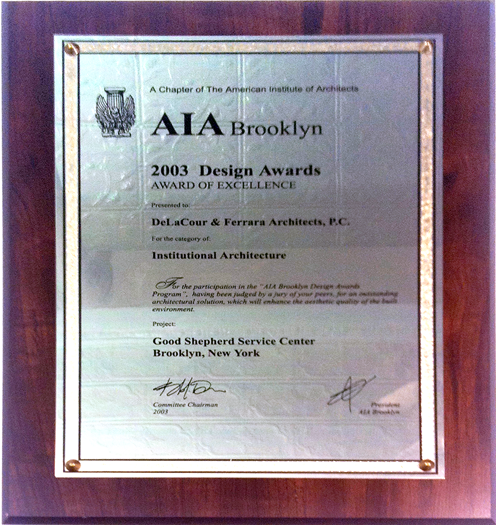 A Chapter of The American Institute of Architects
AIA Brooklyn
2003 Design Awards
AWARD OF EXCELLENCE
Presented to:
DeLaCour & Ferrara Architects, P.C.
For the category of:
Institutional Architecture
For the participation in the "AIA Brooklyn Design Awards
Program", having been judged by a jury of your peers, for an outstanding
architectural solution, which will enhance the aesthetic quality of the built
environment.
Project:
Good Shepherd Service Center
Brooklyn, New York
Committee Chairman
2003
President
AIA Brooklyn